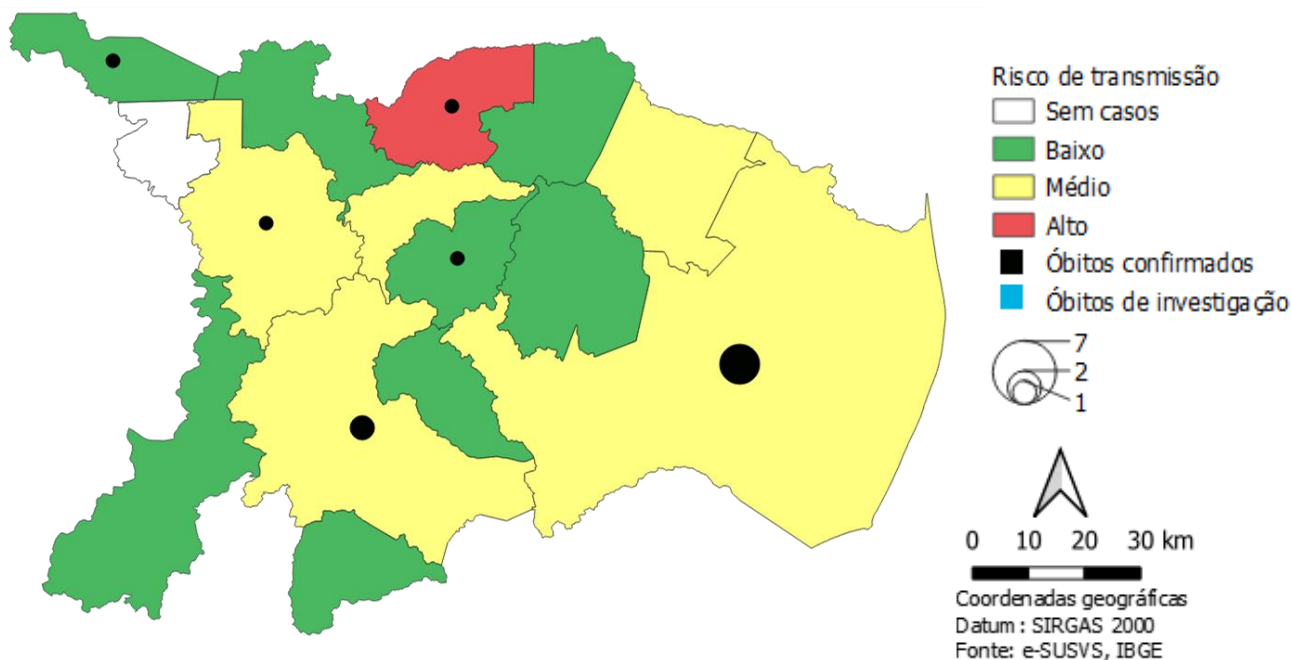 Risco de transmissão
Sem casos
Baixo
Médio
Alto
Óbitos confirmados
Óbitos de investigação
7
2
1
0 10 20 30 km
Coordenadas geográficas
Datum : SIRGAS 2000
Fonte: e-SUSVS, IBGE